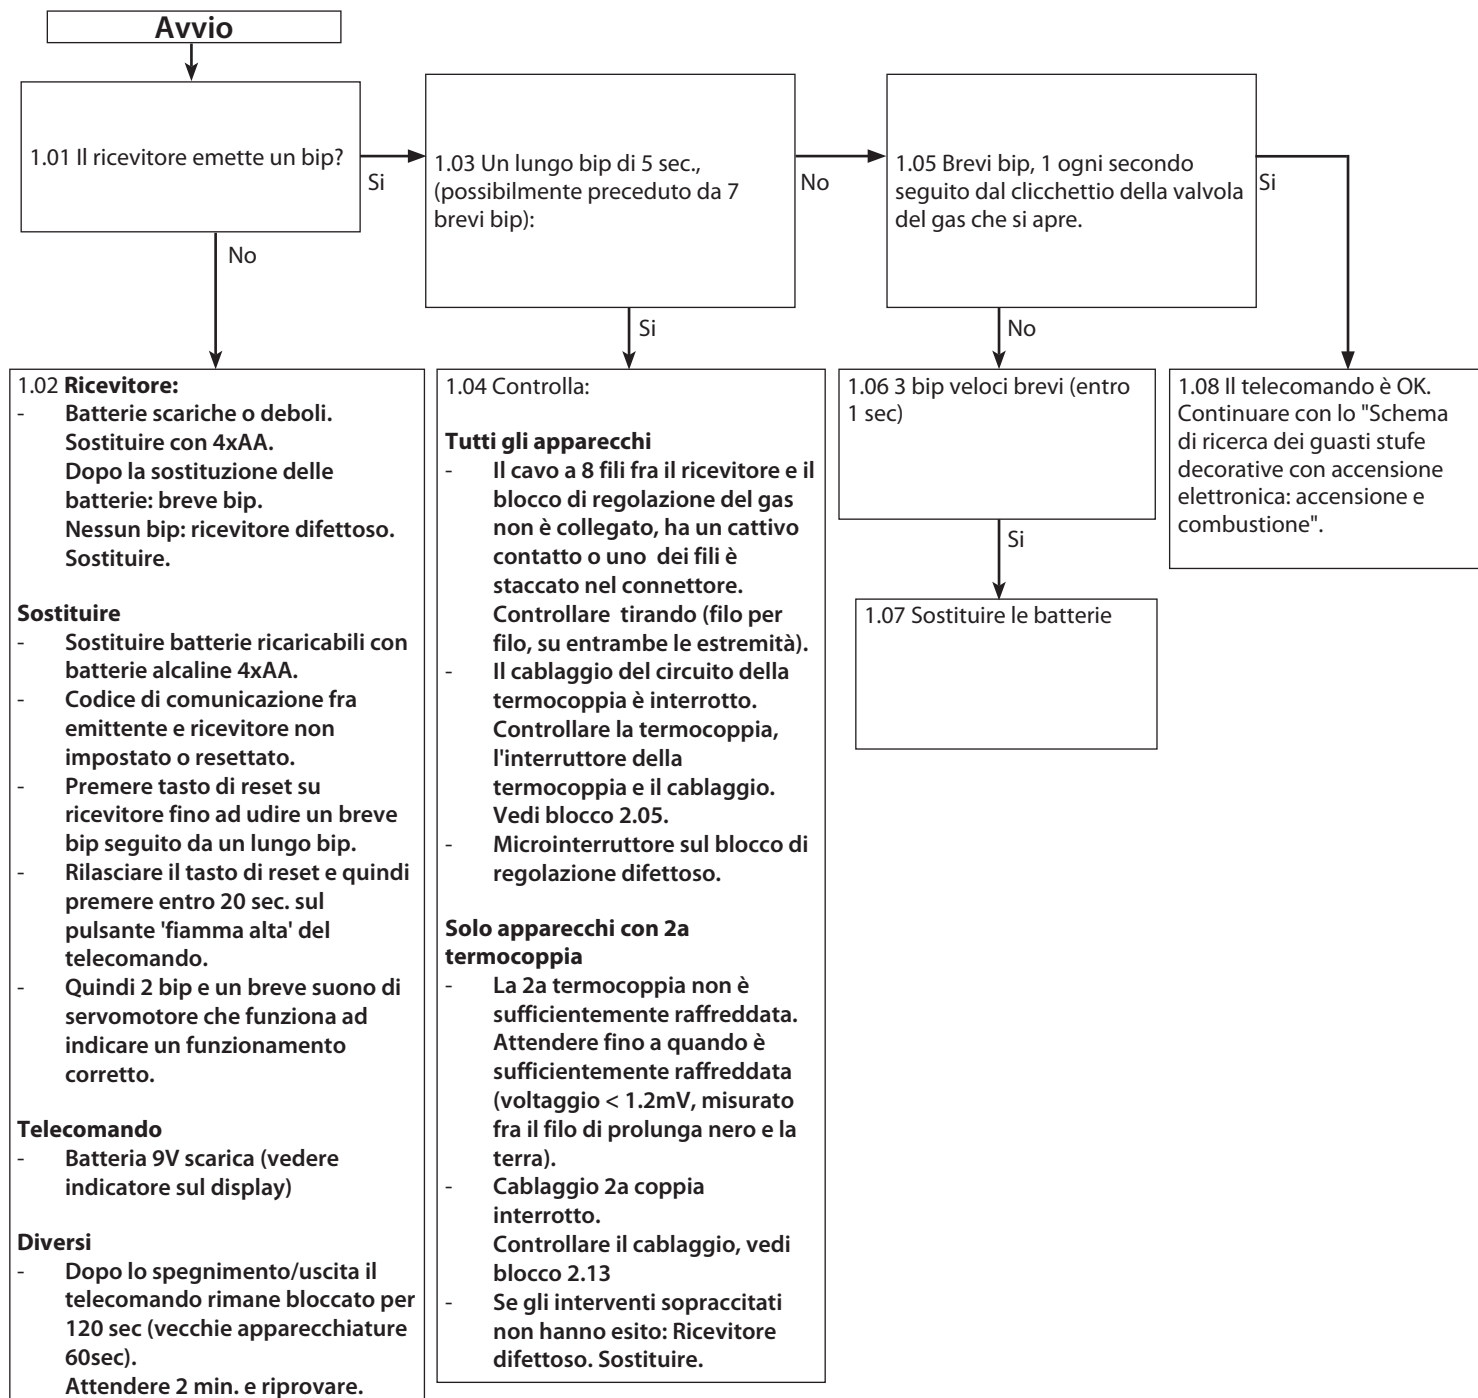 Avvio
1.01 Il ricevitore emette un bip?
Si
No
1.03 Un lungo bip di 5 sec.,
(possibilmente preceduto da 7
brevi bip):
No
Si
1.05 Brevi bip, 1 ogni secondo
seguito dal clicchettio della valvola
del gas che si apre.
Si
No
1.02 Ricevitore:
- Batterie scariche o deboli.
Sostituire con 4xAA.
Dopo la sostituzione delle
batterie: breve bip.
Nessun bip: ricevitore difettoso.
Sostituire.
Sostituire
- Sostituire batterie ricaricabili con
batterie alcaline 4xAA.
- Codice di comunicazione fra
emittente e ricevitore non
impostato o resettato.
- Premere tasto di reset su
ricevitore fino ad udire un breve
bip seguito da un lungo bip.
- Rilasciare il tasto di reset e quindi
premere entro 20 sec. sul
pulsante 'fiamma alta' del
telecomando.
- Quindi 2 bip e un breve suono di
servomotore che funziona ad
indicare un funzionamento
corretto.
Telecomando
- Batteria 9V scarica (vedere
indicatore sul display)
Diversi
- Dopo lo spegnimento/uscita il
telecomando rimane bloccato per
120 sec (vecchie apparecchiature
60sec).
Attendere 2 min. e riprovare.
1.04 Controlla:
Tutti gli apparecchi
- Il cavo a 8 fili fra il ricevitore e il
blocco di regolazione del gas
non è collegato, ha un cattivo
contatto o uno dei fili è
staccato nel connettore.
Controllare tirando (filo per
filo, su entrambe le estremità).
- Il cablaggio del circuito della
termocoppia è interrotto.
Controllare la termocoppia,
l'interruttore della
termocoppia e il cablaggio.
Vedi blocco 2.05.
- Microinterruttore sul blocco di
regolazione difettoso.
Solo apparecchi con 2a
termocoppia
- La 2a termocoppia non è
sufficientemente raffreddata.
Attendere fino a quando è
sufficientemente raffreddata
(voltaggio < 1.2mV, misurato
fra il filo di prolunga nero e la
terra).
- Cablaggio 2a coppia
interrotto.
Controllare il cablaggio, vedi
blocco 2.13
- Se gli interventi sopraccitati
non hanno esito: Ricevitore
difettoso. Sostituire.
1.06 3 bip veloci brevi (entro
1 sec)
Si
1.07 Sostituire le batterie
1.08 Il telecomando è OK.
Continuare con lo "Schema
di ricerca dei guasti stufe
decorative con accensione
elettronica: accensione e
combustione".